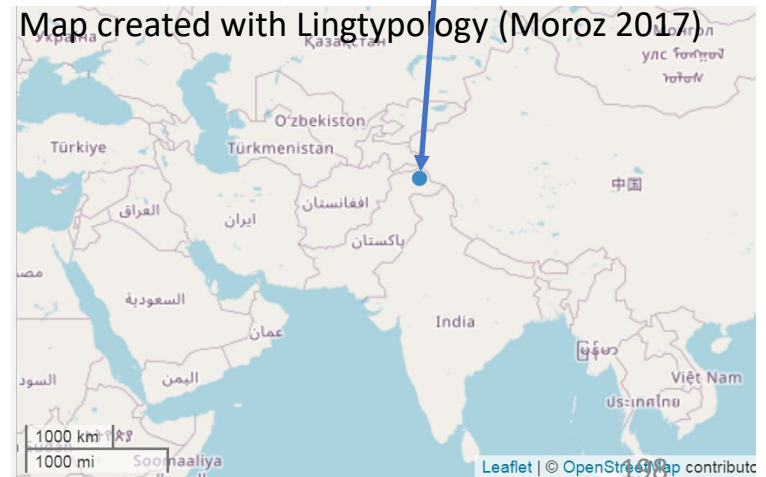 Map created with Lingtypology (Moroz 2017)
Україна
Қазақстан
улс
O'zbekiston
Türkiye
Türkmenistan
中国
العراق
ایران
افغانستان
پاکستان
السعودية
عمان
India
اليمن
Việt Nam
ประเทศไทย
1000 km
1000 mi
Soomaaliya
Leaflet | © OpenStreetMap contributo
198